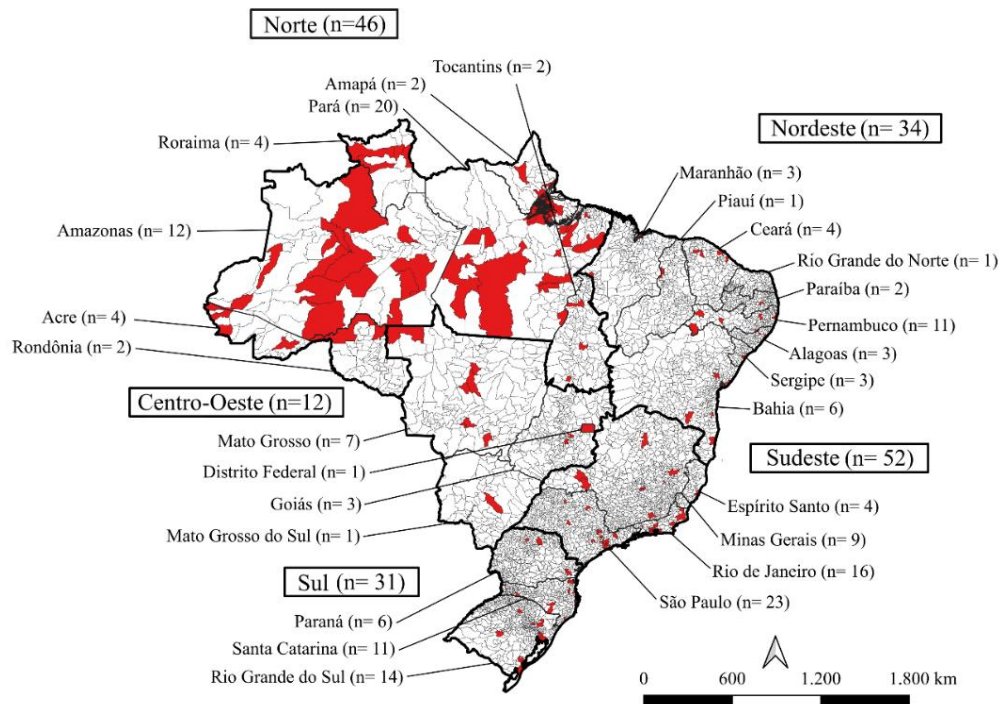 Norte (n=46)
Tocantins (n= 2)
Amapá (n= 2)
Pará (n= 20)
Roraima (n= 4)
Amazonas (n= 12)
Acre (n= 4)
Rondônia (n= 2)
Nordeste (n= 34)
Maranhão (n= 3)
Piauí (n= 1)
Ceará (n= 4)
Rio Grande do Norte (n= 1)
Paraíba (n= 2)
Pernambuco (n= 11)
Alagoas (n= 3)
Sergipe (n= 3)
Bahia (n= 6)
Centro-Oeste (n=12)
Mato Grosso (n= 7)
Distrito Federal (n= 1)
Goiás (n= 3)
Mato Grosso do Sul (n= 1)
Sudeste (n= 52)
Espírito Santo (n= 4)
Minas Gerais (n= 9)
Rio de Janeiro (n= 16)
São Paulo (n= 23)
Sul (n= 31)
Paraná (n= 6)
Santa Catarina (n= 11)
Rio Grande do Sul (n= 14)
0 600 1.200 1.800 km